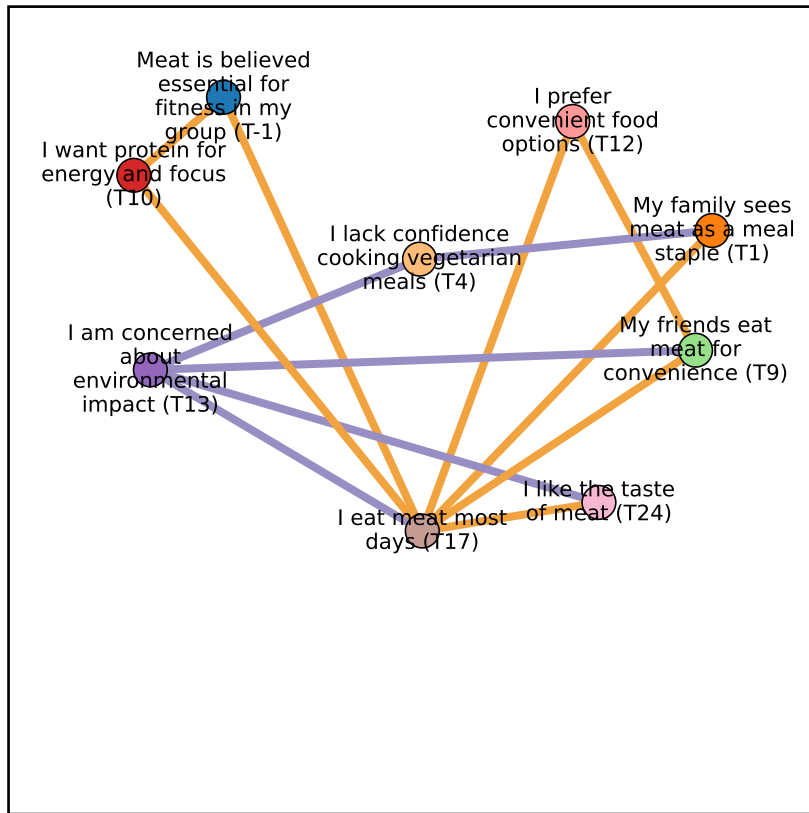 Meat is believed
essential for
fitness in my
group (T-1)
I prefer
convenient food
options (T12)
I want protein for
energy and focus
(T10)
My family sees
meat as a meal
staple (T1)
I lack confidence
cooking vegetarian
meals (T4)
My friends eat
meat for
convenience (T9)
I am concerned
about
environmental
impact (T13)
I like the taste
of meat (T24)
I eat meat most
days (T17)